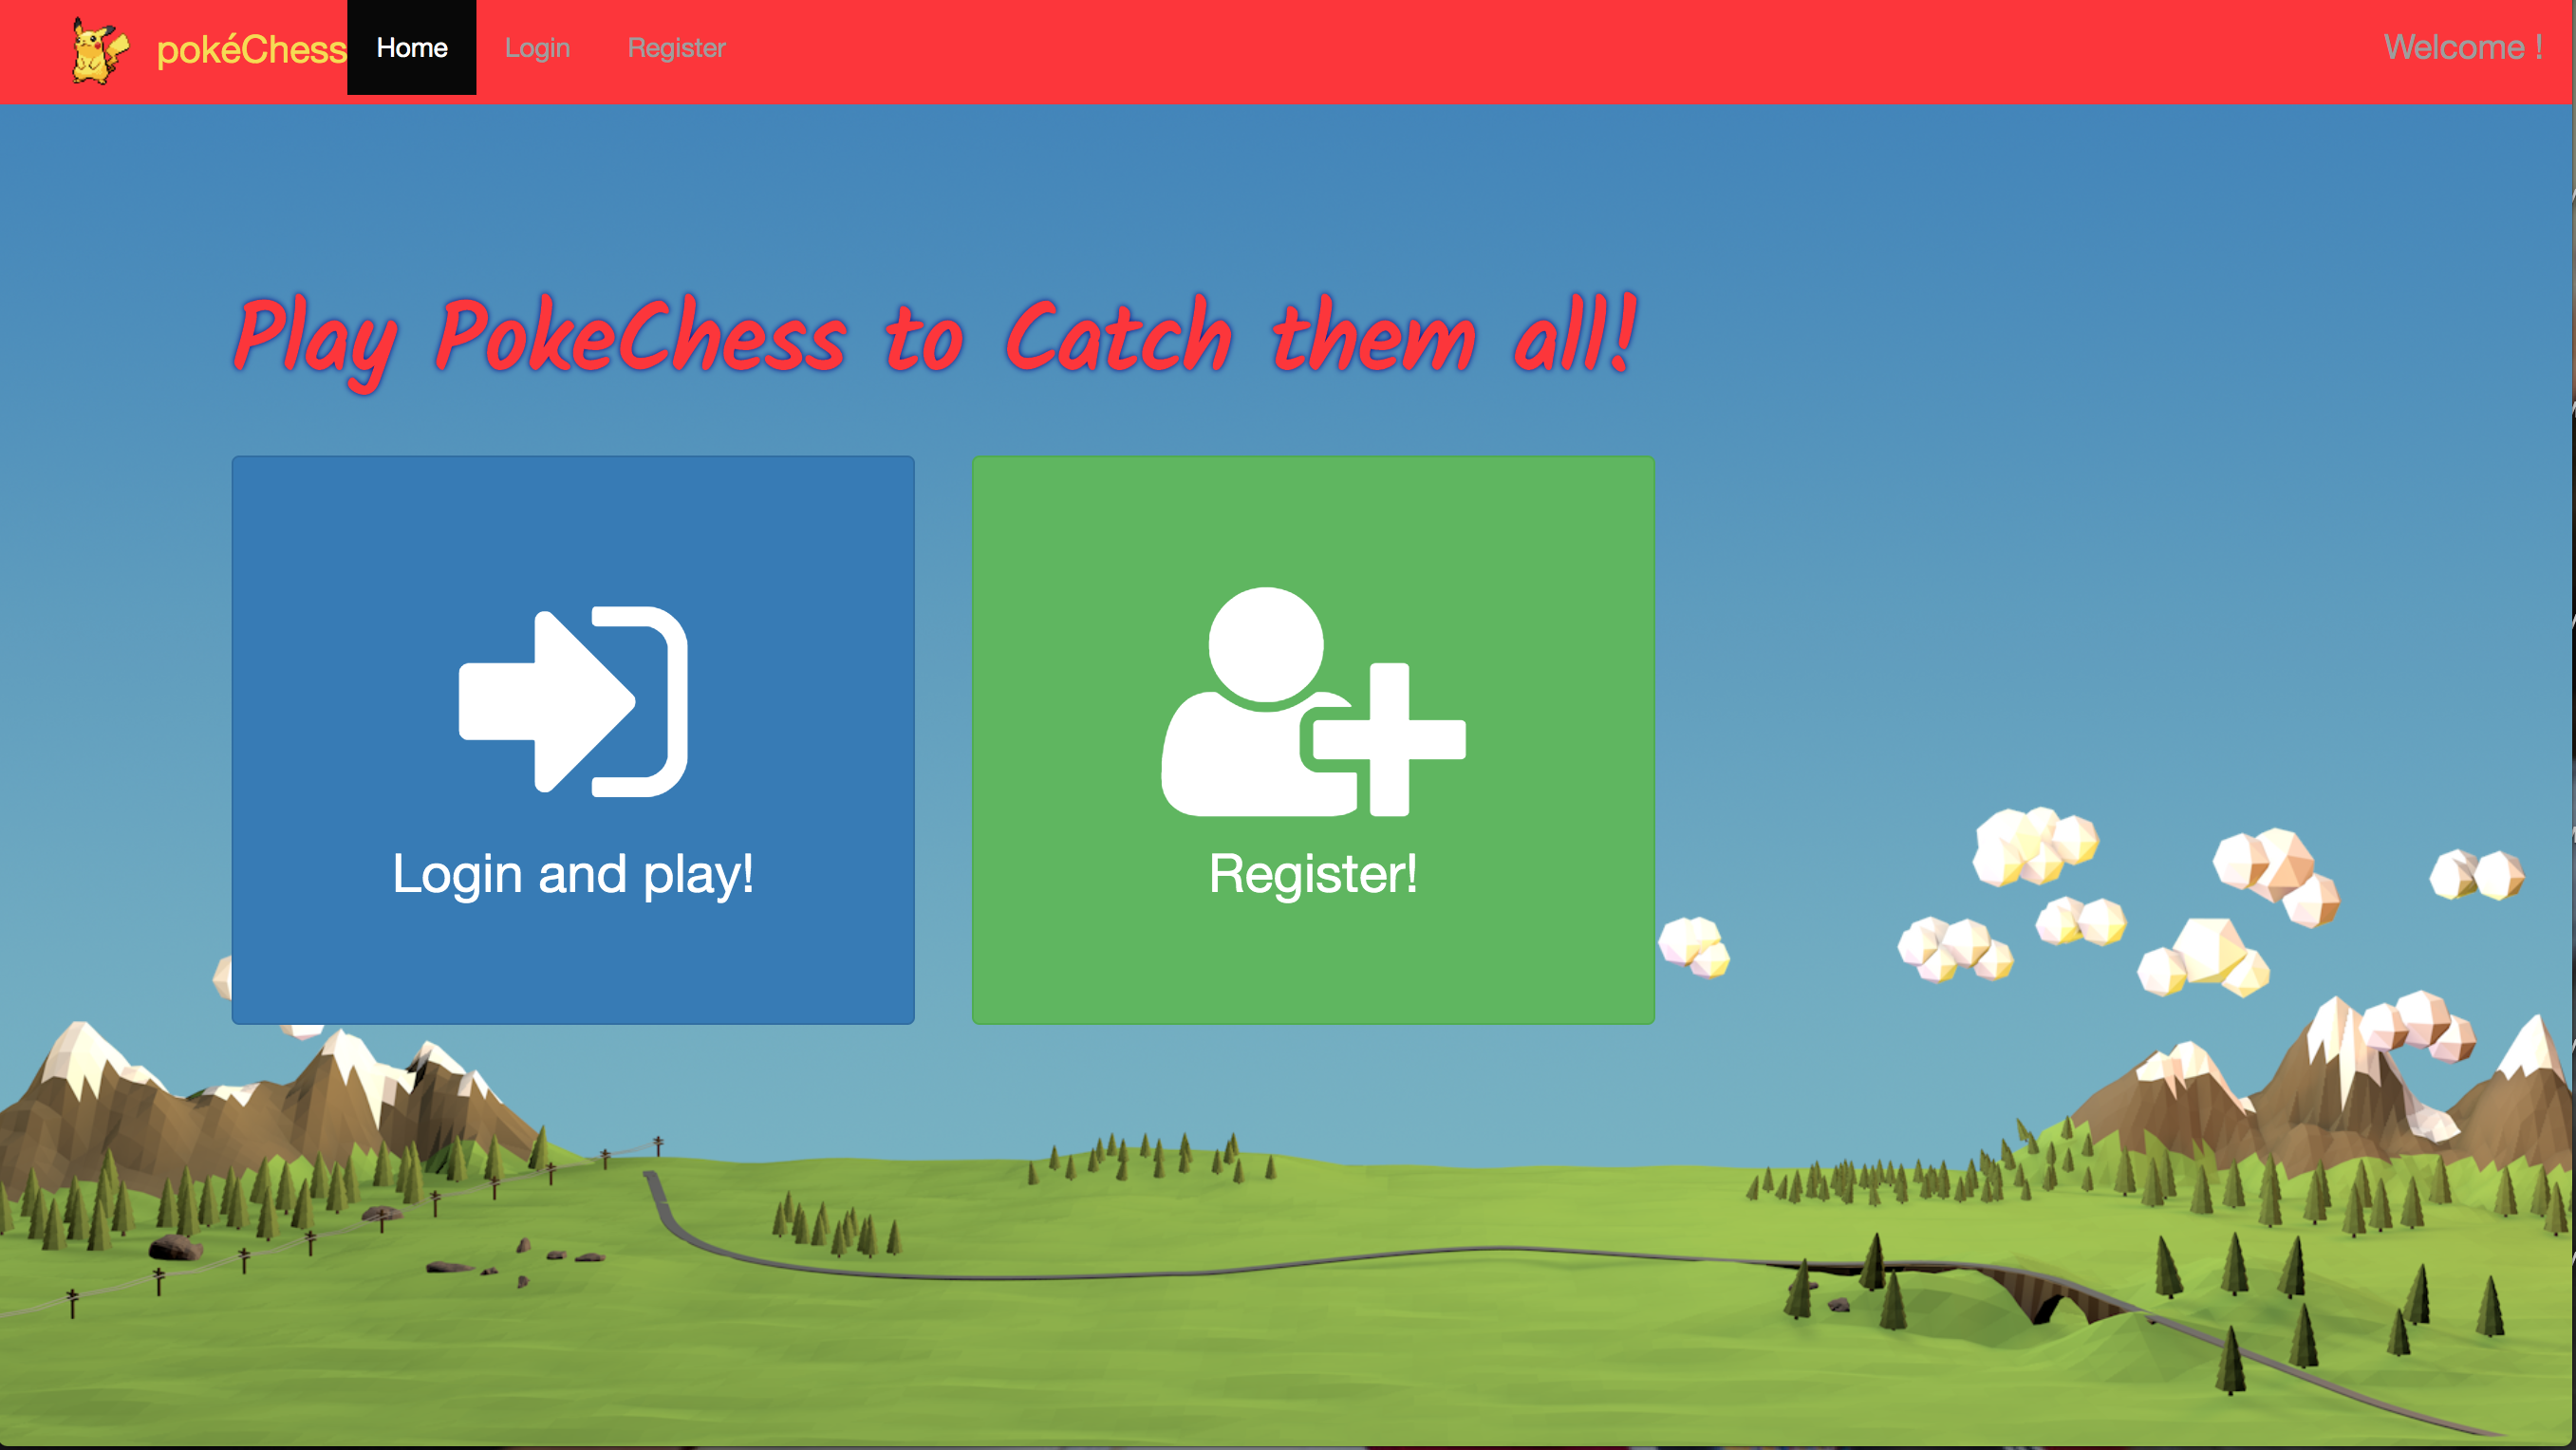 pokéChess Home Login Register Welcome !
Play PokeChess to Catch them all!
Login and play! Register!